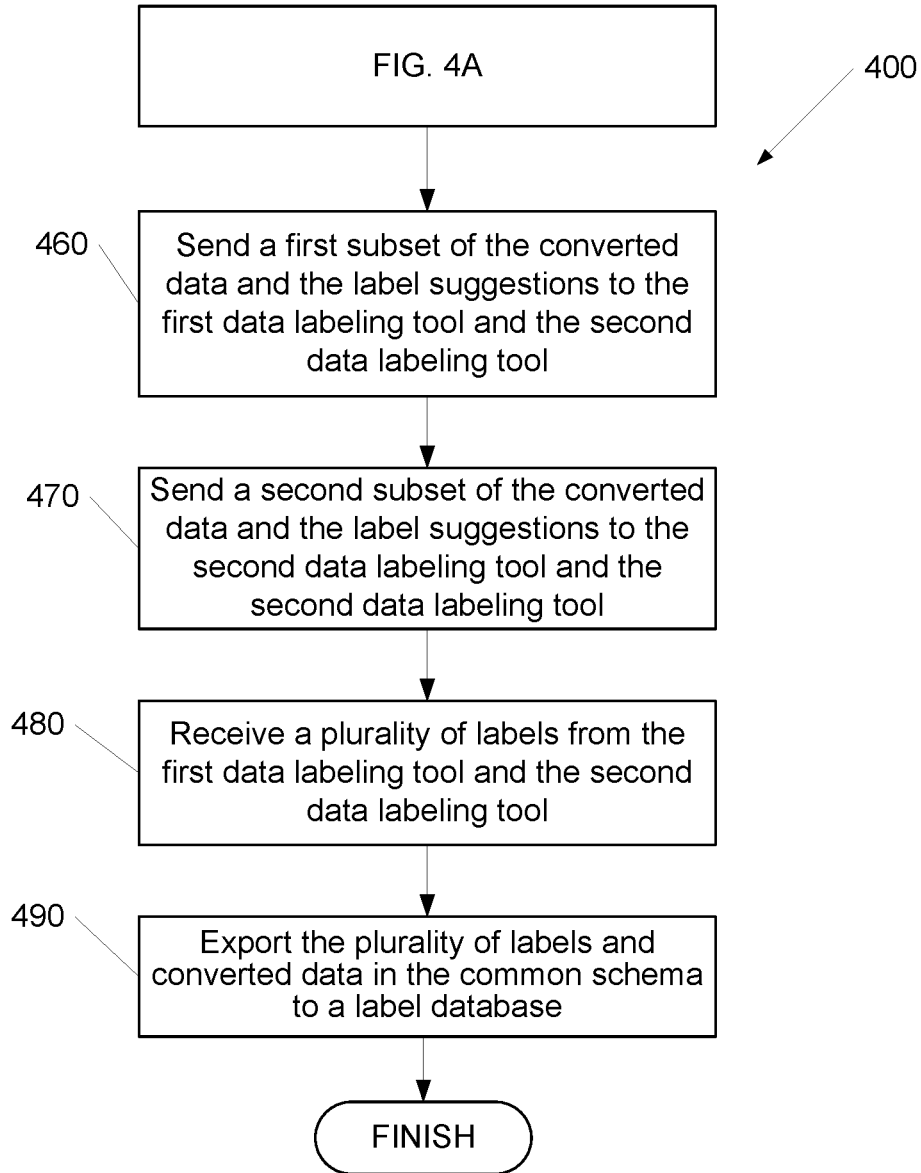 FIG. 4A
400
460
Send a first subset of the converted
data and the label suggestions to the
first data labeling tool and the second
data labeling tool
470
Send a second subset of the converted
data and the label suggestions to the
second data labeling tool and the
second data labeling tool
480
Receive a plurality of labels from the
first data labeling tool and the second
data labeling tool
490
Export the plurality of labels and
converted data in the common schema
to a label database
FINISH